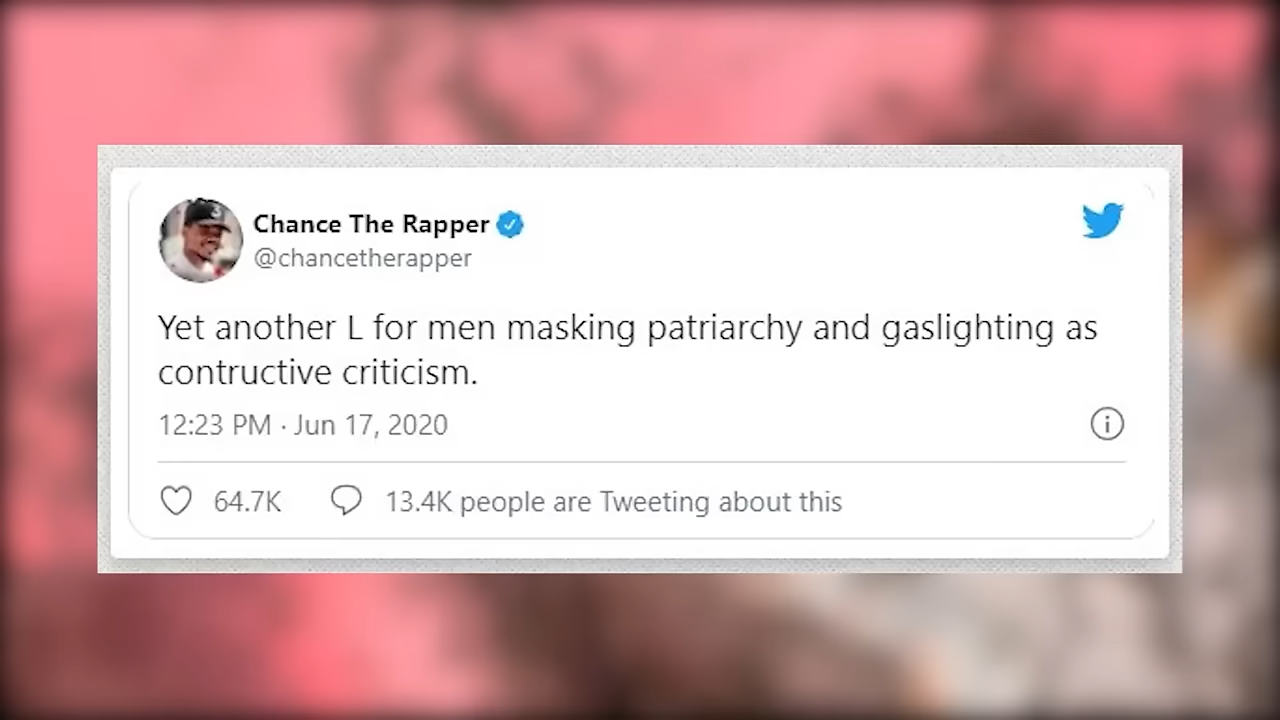 Chance The Rapper
@chancetherapper
Yet another L for men masking patriarchy and gaslighting as
contructive criticism.
12:23 PM · Jun 17, 2020
64.7K 13.4K people are Tweeting about this